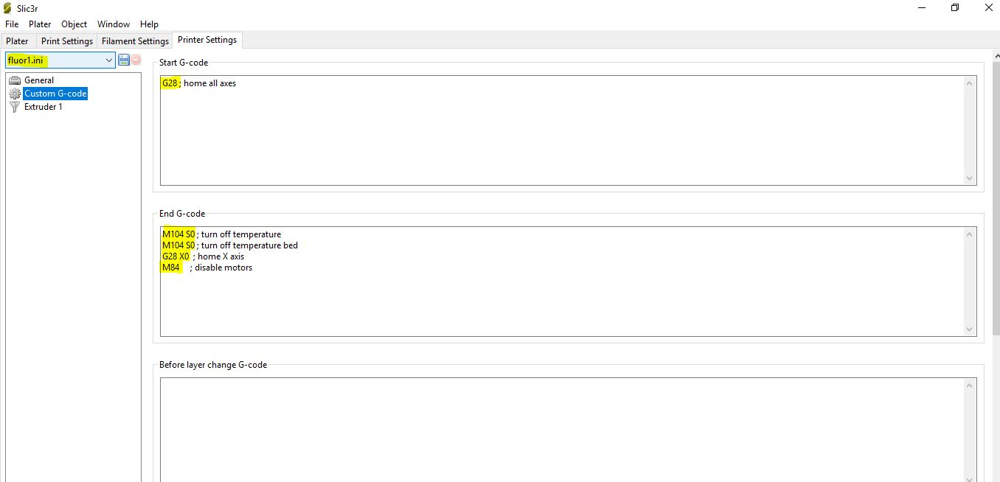 Slic3r
File Plater Object Window Help
Plater Print Settings Filament Settings Printer Settings
fluor1.ini
General
Custom G-code
Extruder 1
Start G-code
G28 ; home all axes
End G-code
M104 S0 ; turn off temperature
M104 S0 ; turn off temperature bed
G28 X0 ; home X axis
M84 ; disable motors
Before layer change G-code